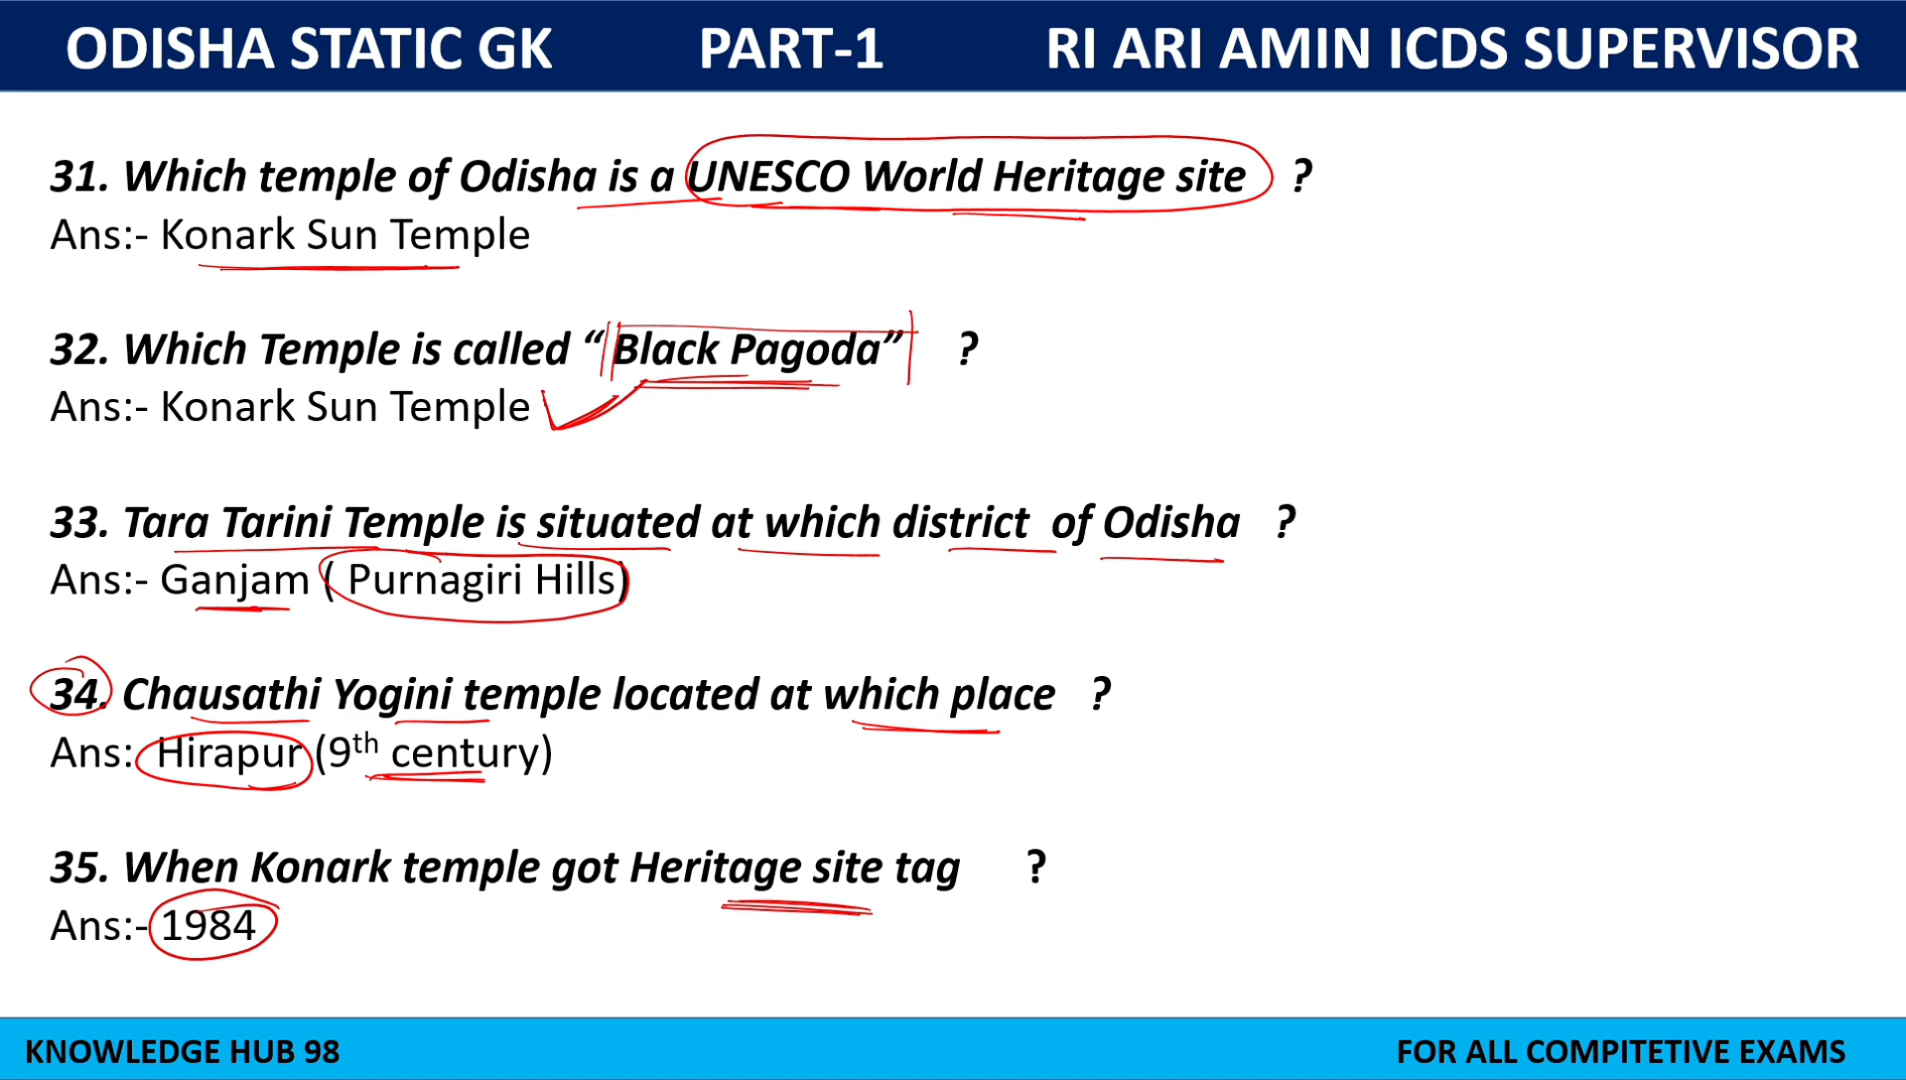 ODISHA STATIC GK PART-1 RI ARI AMIN ICDS SUPERVISOR
31. Which temple of Odisha is a UNESCO World Heritage site ?
Ans:- Konark Sun Temple
32. Which Temple is called “Black Pagoda” ?
Ans:- Konark Sun Temple
33. Tara Tarini Temple is situated at which district of Odisha ?
Ans:- Ganjam ( Purnagiri Hills)
34. Chausathi Yogini temple located at which place ?
Ans: Hirapur (9th century)
35. When Konark temple got Heritage site tag ?
Ans:- 1984
KNOWLEDGE HUB 98 FOR ALL COMPITETIVE EXAMS